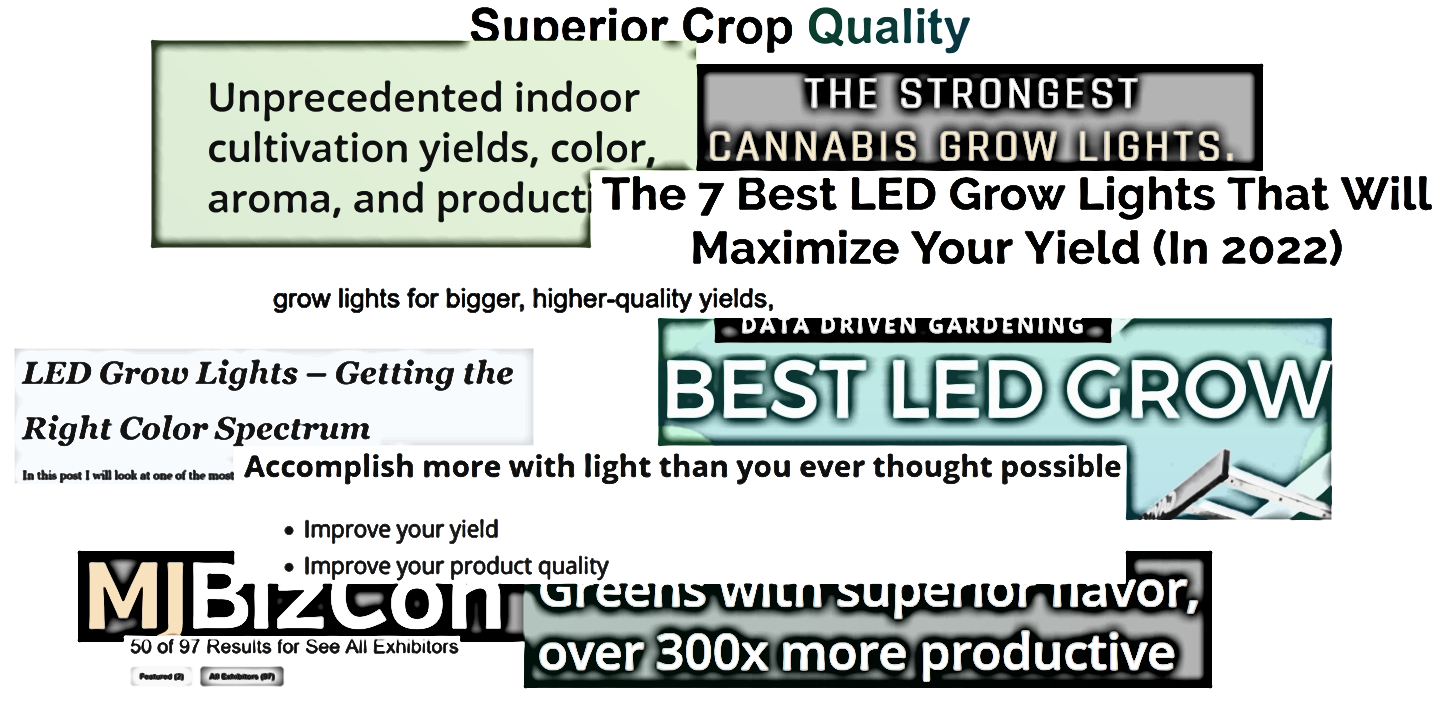 Superior Crop Quality
Unprecedented indoor
cultivation yields, color,
aroma, and producti
THE STRONGEST
CANNABIS GROW LIGHTS.
The 7 Best LED Grow Lights That Will
Maximize Your Yield (In 2022)
grow lights for bigger, higher-quality yields,
DATA DRIVEN GARDENING
BEST LED GROW
LED Grow Lights – Getting the
Right Color Spectrum
In this post I will look at one of the most
Accomplish more with light than you ever thought possible
• Improve your yield
• Improve your product quality
MJBizCon
50 of 97 Results for See All Exhibitors
Featured (2) All Exhibitors (97)
Greens with superior flavor,
over 300x more productive